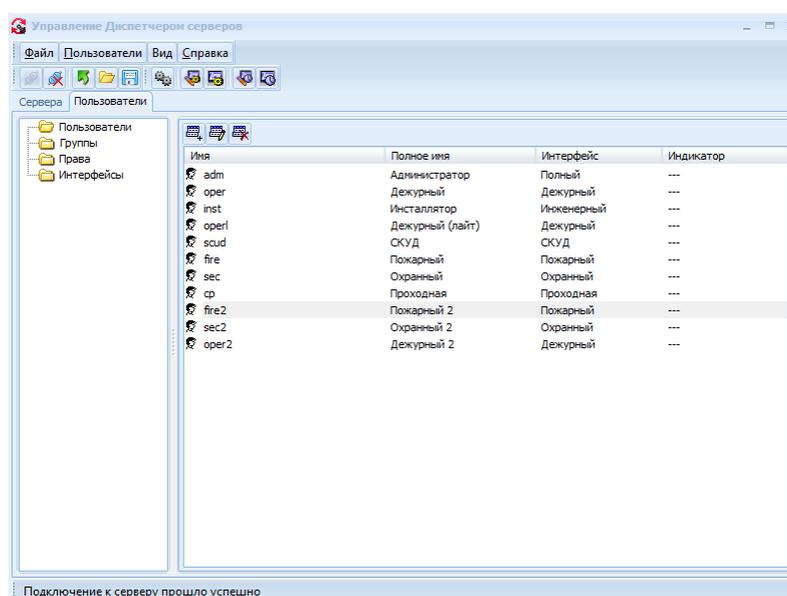 Управление Диспетчером серверов
Файл Пользователи Вид Справка
Сервера Пользователи
Пользователи
Группы
Права
Интерфейсы
Имя Полное имя Интерфейс Индикатор
adm Администратор Полный ---
oper Дежурный Дежурный ---
inst Инсталлятор Инженерный ---
operl Дежурный (лайт) Дежурный ---
scud СКУД СКУД ---
fire Пожарный Пожарный ---
sec Охранный Охранный ---
cp Проходная Проходная ---
fire2 Пожарный 2 Пожарный ---
sec2 Охранный 2 Охранный ---
oper2 Дежурный 2 Дежурный ---
Подключение к серверу прошло успешно